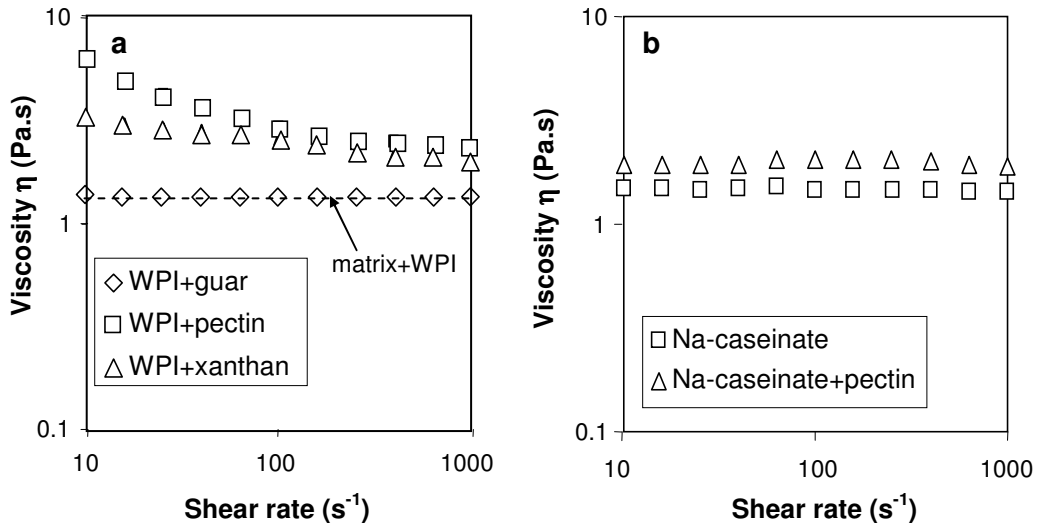 a
10
1
0.1
Viscosity η (Pa.s)
matrix+WPI
WPI+guar
WPI+pectin
WPI+xanthan
10 100 1000
Shear rate (s⁻¹)
b
10
1
0.1
Viscosity η (Pa.s)
Na-caseinate
Na-caseinate+pectin
10 100 1000
Shear rate (s⁻¹)